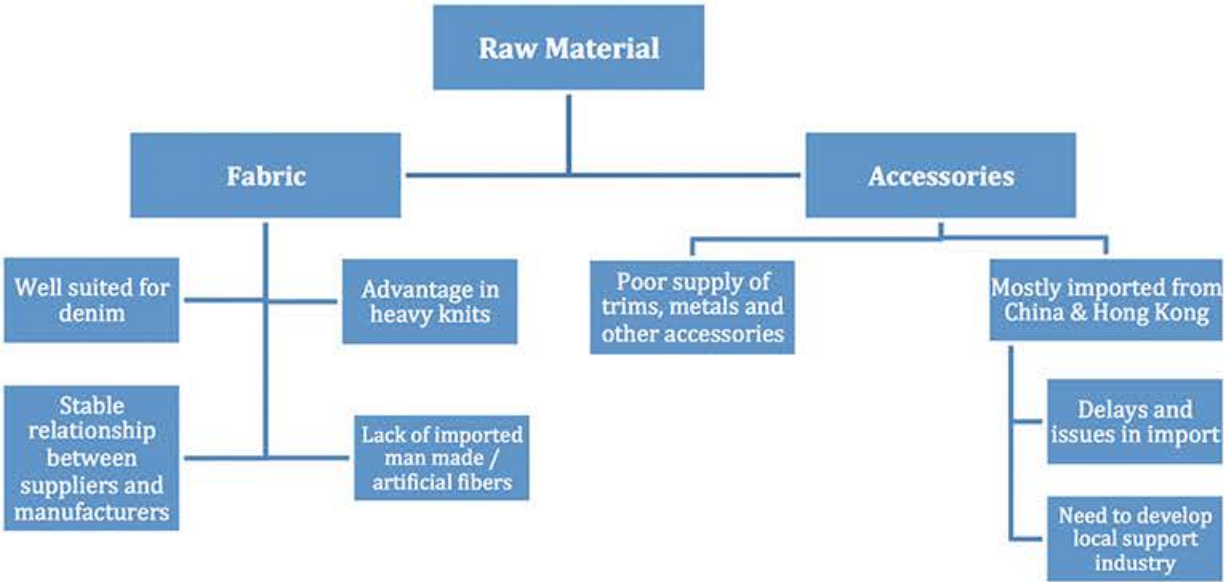 Raw Material
Fabric
Accessories
Well suited for
denim
Advantage in
heavy knits
Poor supply of
trims, metals and
other accessories
Mostly imported from
China & Hong Kong
Stable
relationship
between
suppliers and
manufacturers
Lack of imported
man made /
artificial fibers
Delays and
issues in import
Need to develop
local support
industry